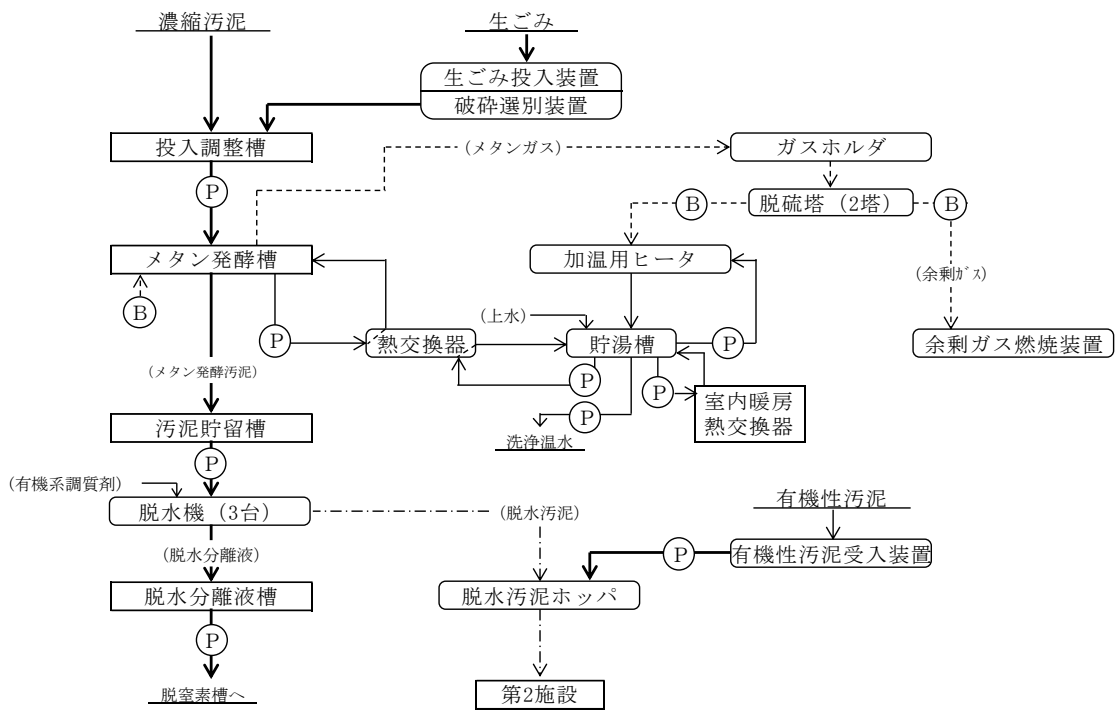 濃縮汚泥
生ごみ
生ごみ投入装置
破砕選別装置
投入調整槽
(メタンガス)
ガスホルダ
P
B
脱硫塔（2塔）
B
メタン発酵槽
加温用ヒータ
(余剰ｶﾞｽ)
B
(上水)
P
熱交換器
貯湯槽
P
余剰ガス燃焼装置
(メタン発酵汚泥)
P
P
室内暖房
熱交換器
P
汚泥貯留槽
洗浄温水
P
(有機系調質剤)
脱水機（3台）
(脱水汚泥)
有機性汚泥
(脱水分離液)
P
有機性汚泥受入装置
脱水分離液槽
脱水汚泥ホッパ
P
脱窒素槽へ
第2施設